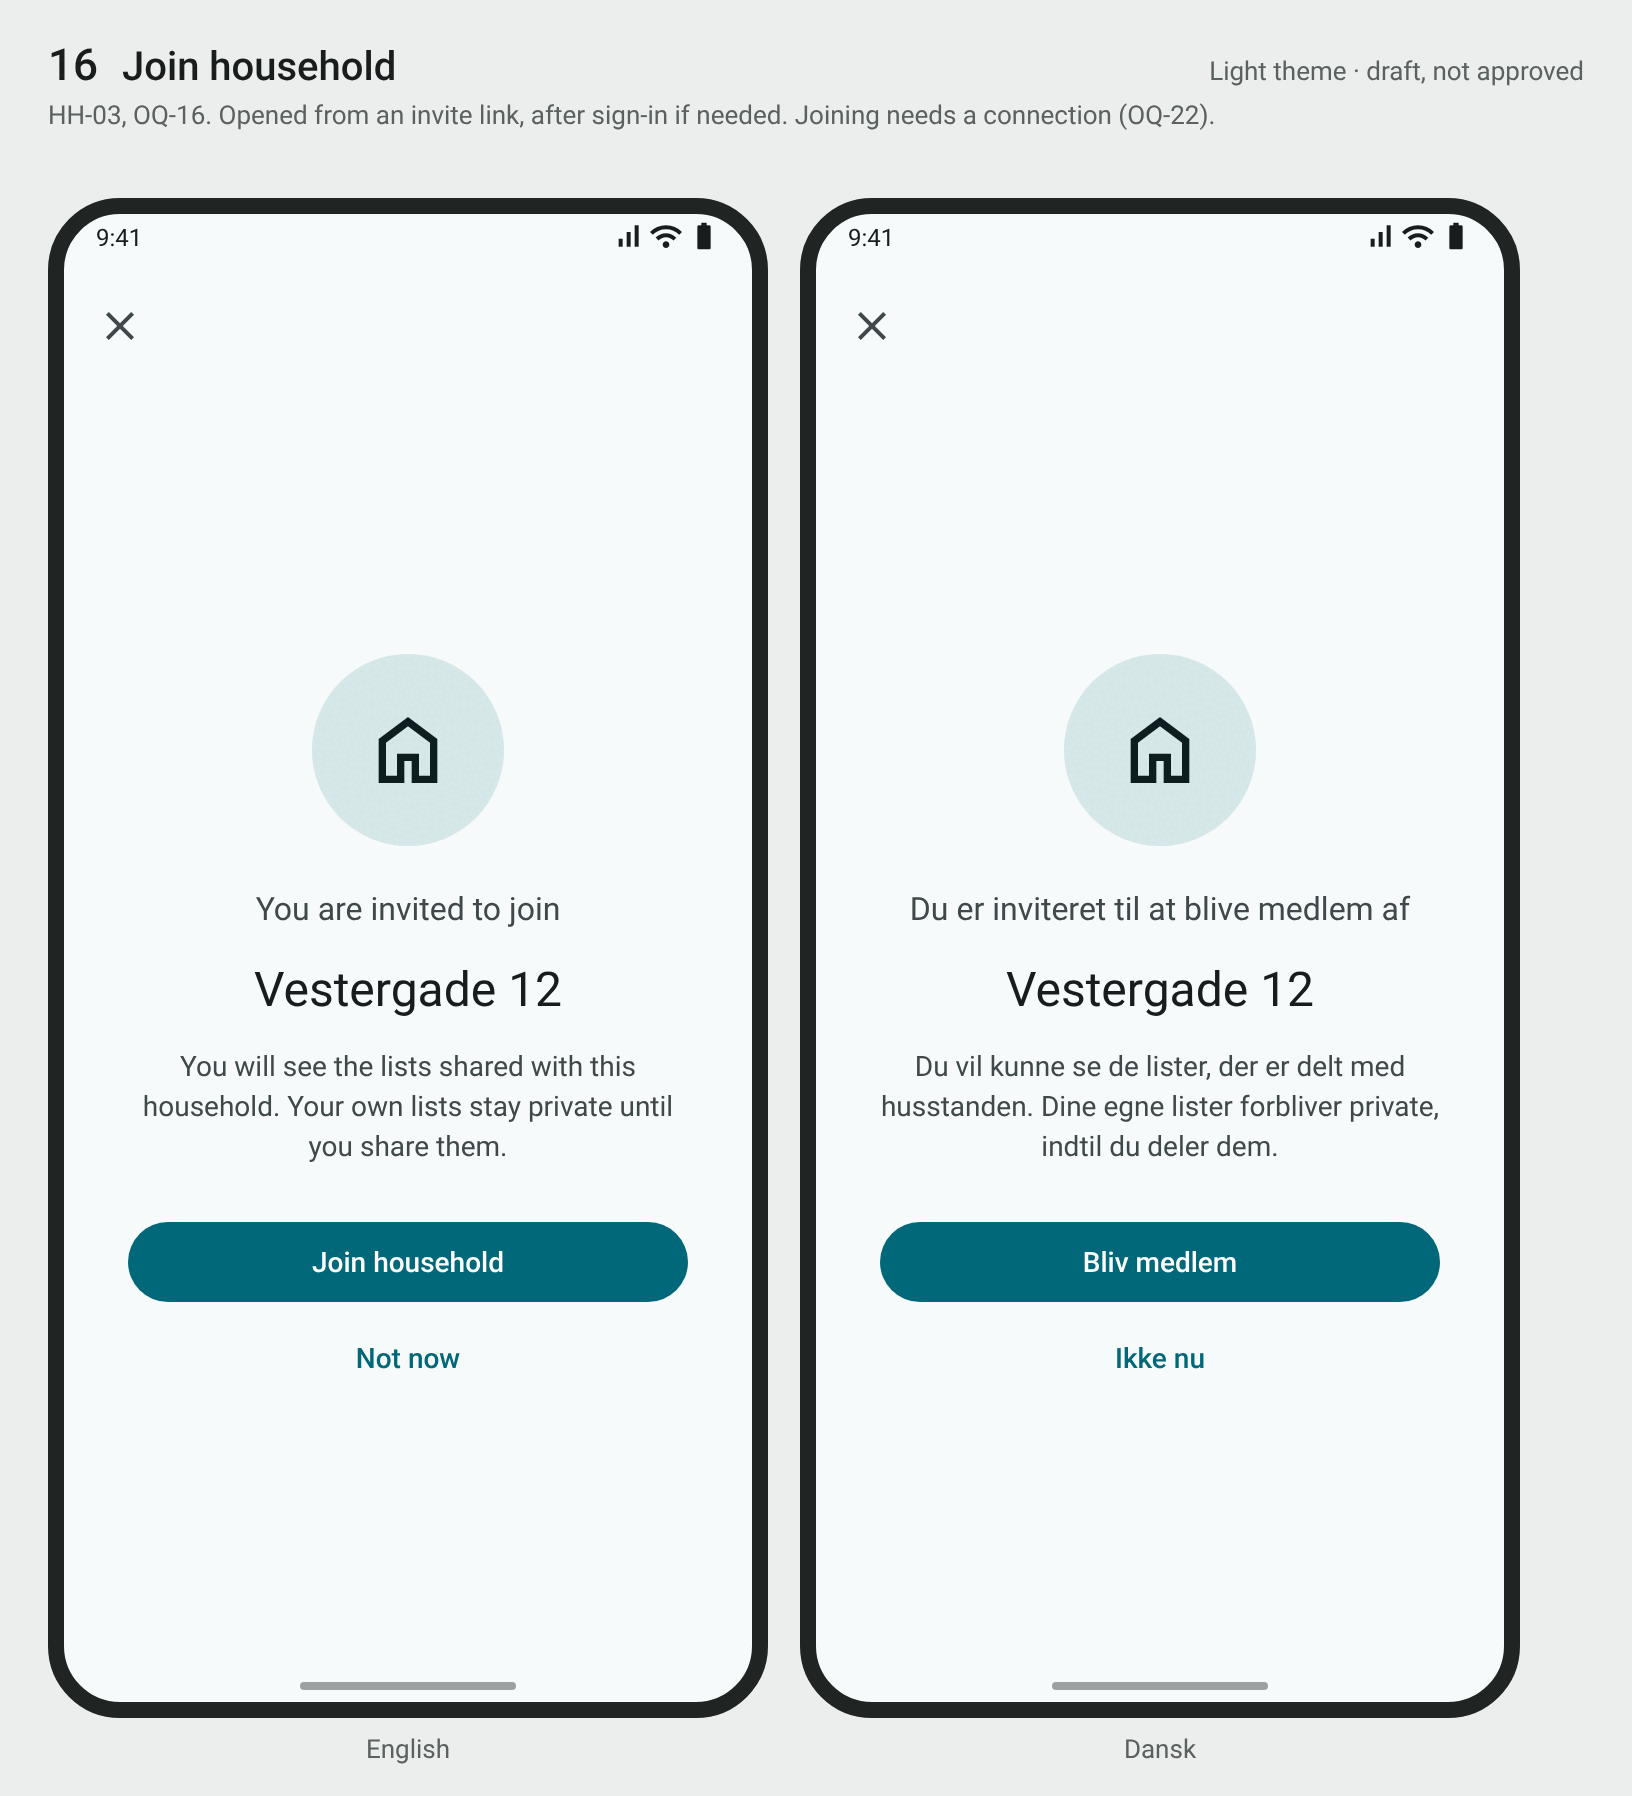 16 Join household
Light theme · draft, not approved
HH-03, OQ-16. Opened from an invite link, after sign-in if needed. Joining needs a connection (OQ-22).
9:41
You are invited to join
Vestergade 12
You will see the lists shared with this
household. Your own lists stay private until
you share them.
Join household
Not now
English
9:41
Du er inviteret til at blive medlem af
Vestergade 12
Du vil kunne se de lister, der er delt med
husstanden. Dine egne lister forbliver private,
indtil du deler dem.
Bliv medlem
Ikke nu
Dansk